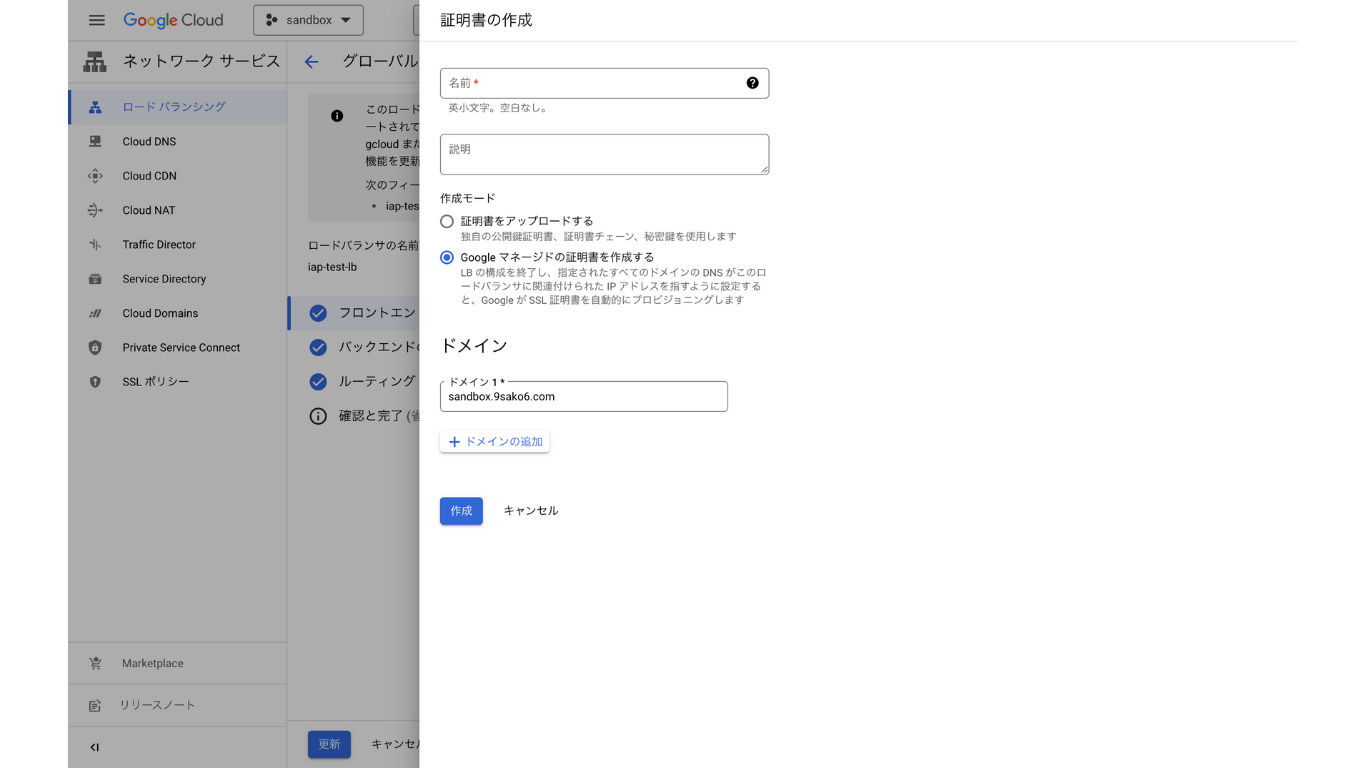 Google Cloud
sandbox
ネットワーク サービス
ロード バランシング
Cloud DNS
Cloud CDN
Cloud NAT
Traffic Director
Service Directory
Cloud Domains
Private Service Connect
SSL ポリシー
Marketplace
リリースノート
グローバル
このロード
ートされて
gcloud また
機能を更新
次のフィー
• iap-tes
ロードバランサの名前
iap-test-lb
フロントエン
バックエンドの
ルーティング
確認と完了 (省
更新
キャンセル
証明書の作成
名前 *
英小文字。空白なし。
説明
作成モード
証明書をアップロードする
独自の公開鍵証明書、証明書チェーン、秘密鍵を使用します
Google マネージドの証明書を作成する
LB の構成を終了し、指定されたすべてのドメインの DNS がこのロ
ードバランサに関連付けられた IP アドレスを指すように設定する
と、Google が SSL 証明書を自動的にプロビジョニングします
ドメイン
ドメイン 1 *
sandbox.9sako6.com
+ ドメインの追加
作成
キャンセル